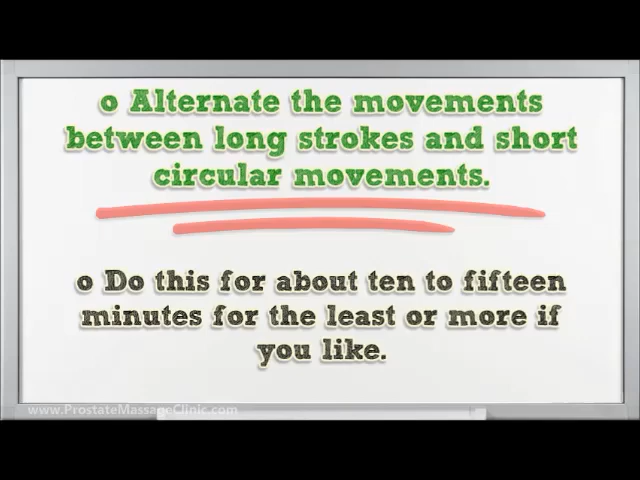 o Alternate the movements
between long strokes and short
circular movements.
o Do this for about ten to fifteen
minutes for the least or more if
you like.
www.ProstateMassageClinic.com